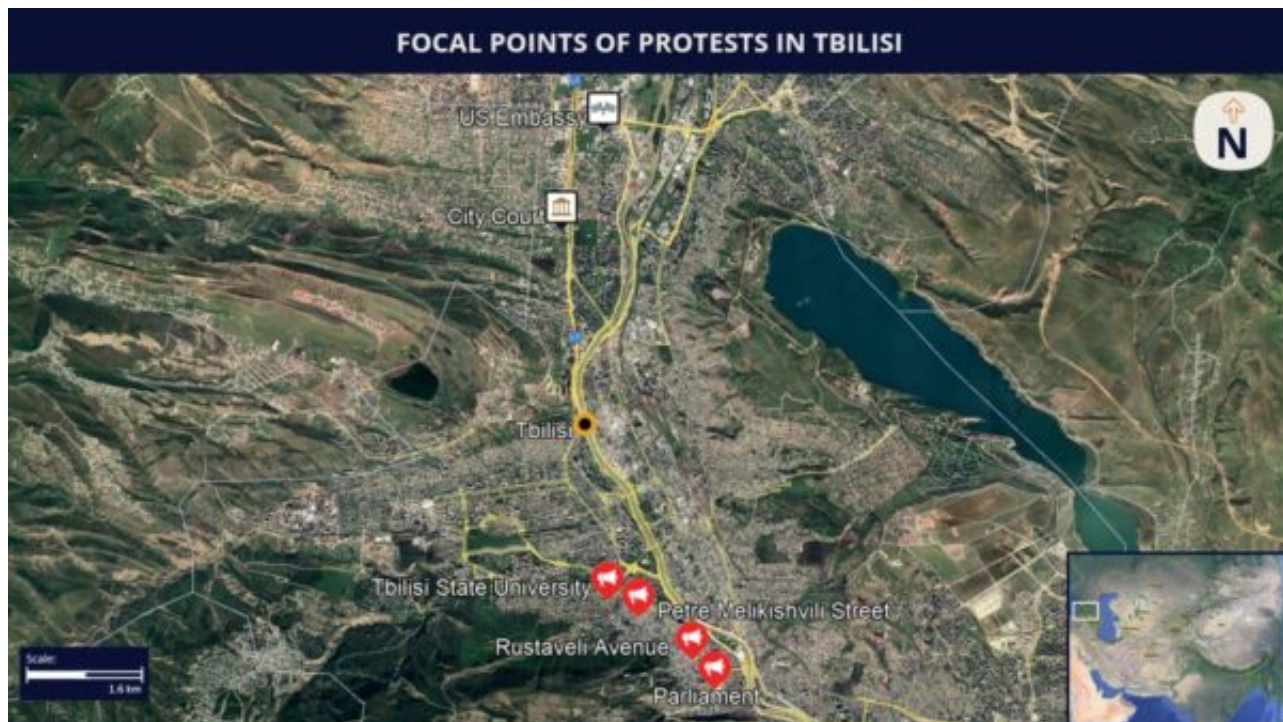 FOCAL POINTS OF PROTESTS IN TBILISI
US Embassy
N
City Court
Tbilisi
Tbilisi State University
Petre Melikishvili Street
Rustaveli Avenue
Parliament
Scale:
1.6 km